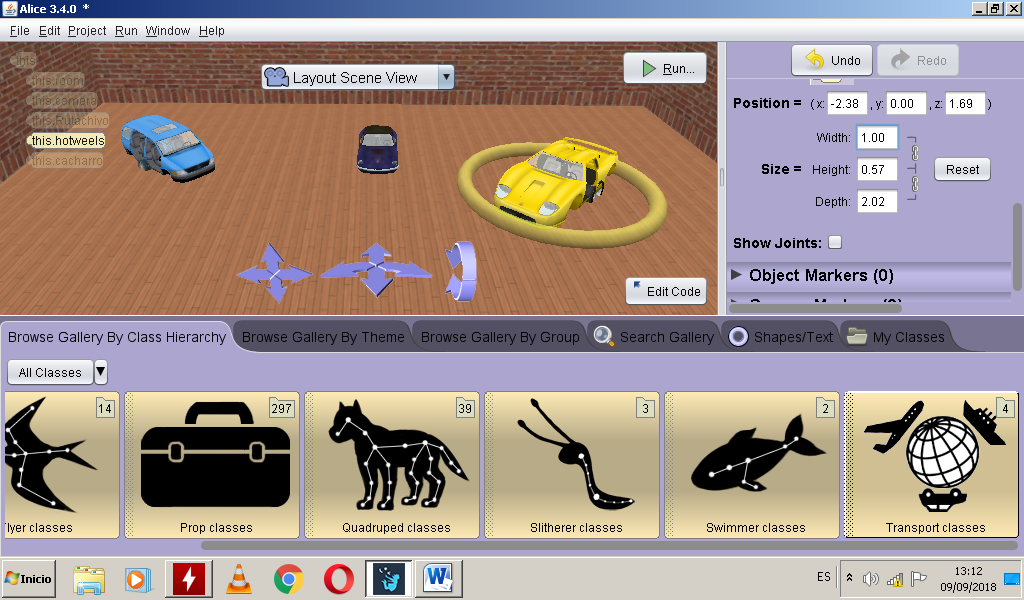 Alice 3.4.0 *
File Edit Project Run Window Help
this
this.room
this.camara
this.Rutachivo
this.hotweels
this.cacharro
Layout Scene View
Run...
Edit Code
Undo
Redo
Position = (x: -2.38 , y: 0.00 , z: 1.69 )
Width: 1.00
Size = Height: 0.57
Reset
Depth: 2.02
Show Joints:
Object Markers (0)
Browse Gallery By Class Hierarchy
Browse Gallery By Theme
Browse Gallery By Group
Search Gallery
Shapes/Text
My Classes
All Classes
14
297
39
3
2
4
lyer classes
Prop classes
Quadruped classes
Slitherer classes
Swimmer classes
Transport classes
Inicio
ES
13:12
09/09/2018